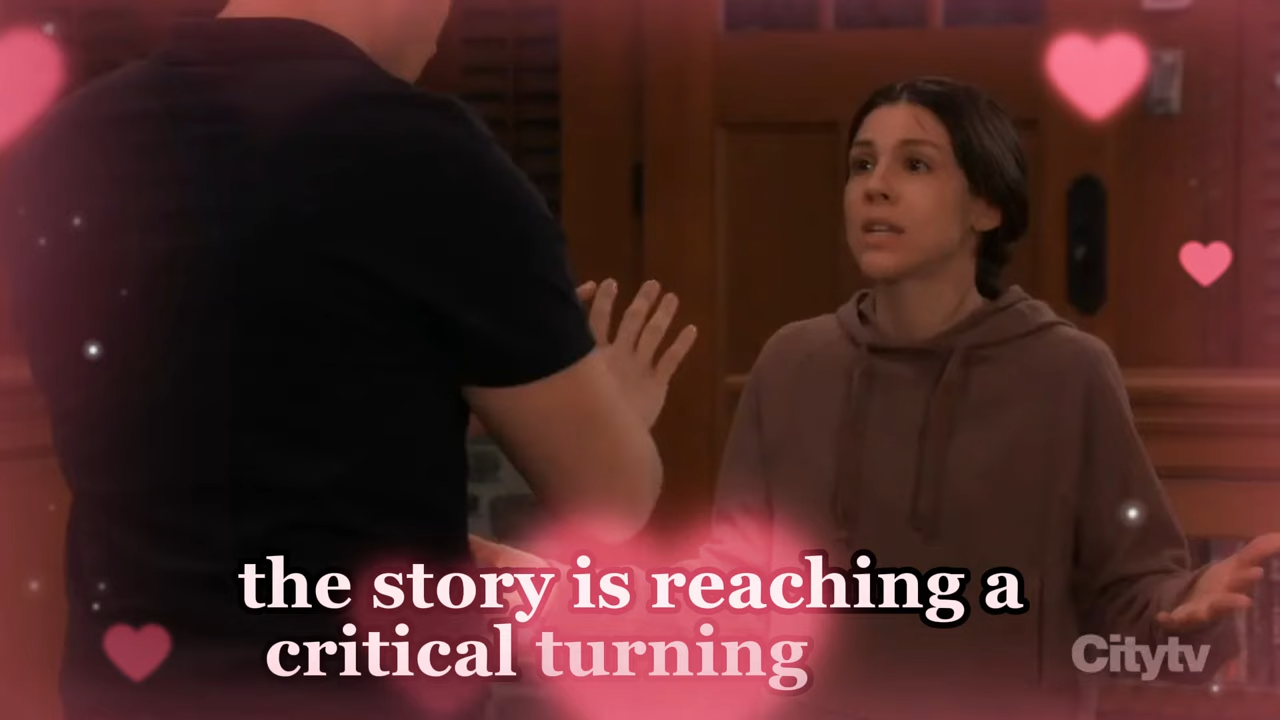 the story is reaching a
critical turning
Citytv